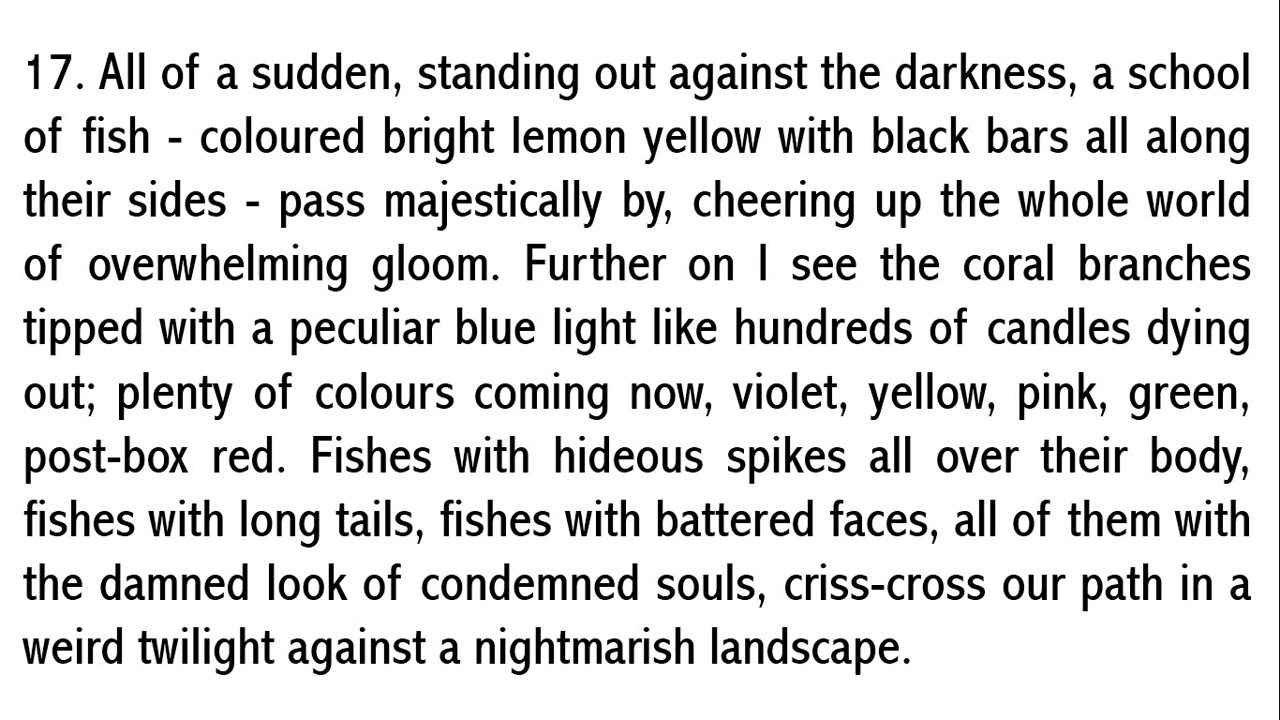 17. All of a sudden, standing out against the darkness, a school
of fish - coloured bright lemon yellow with black bars all along
their sides - pass majestically by, cheering up the whole world
of overwhelming gloom. Further on I see the coral branches
tipped with a peculiar blue light like hundreds of candles dying
out; plenty of colours coming now, violet, yellow, pink, green,
post-box red. Fishes with hideous spikes all over their body,
fishes with long tails, fishes with battered faces, all of them with
the damned look of condemned souls, criss-cross our path in a
weird twilight against a nightmarish landscape.